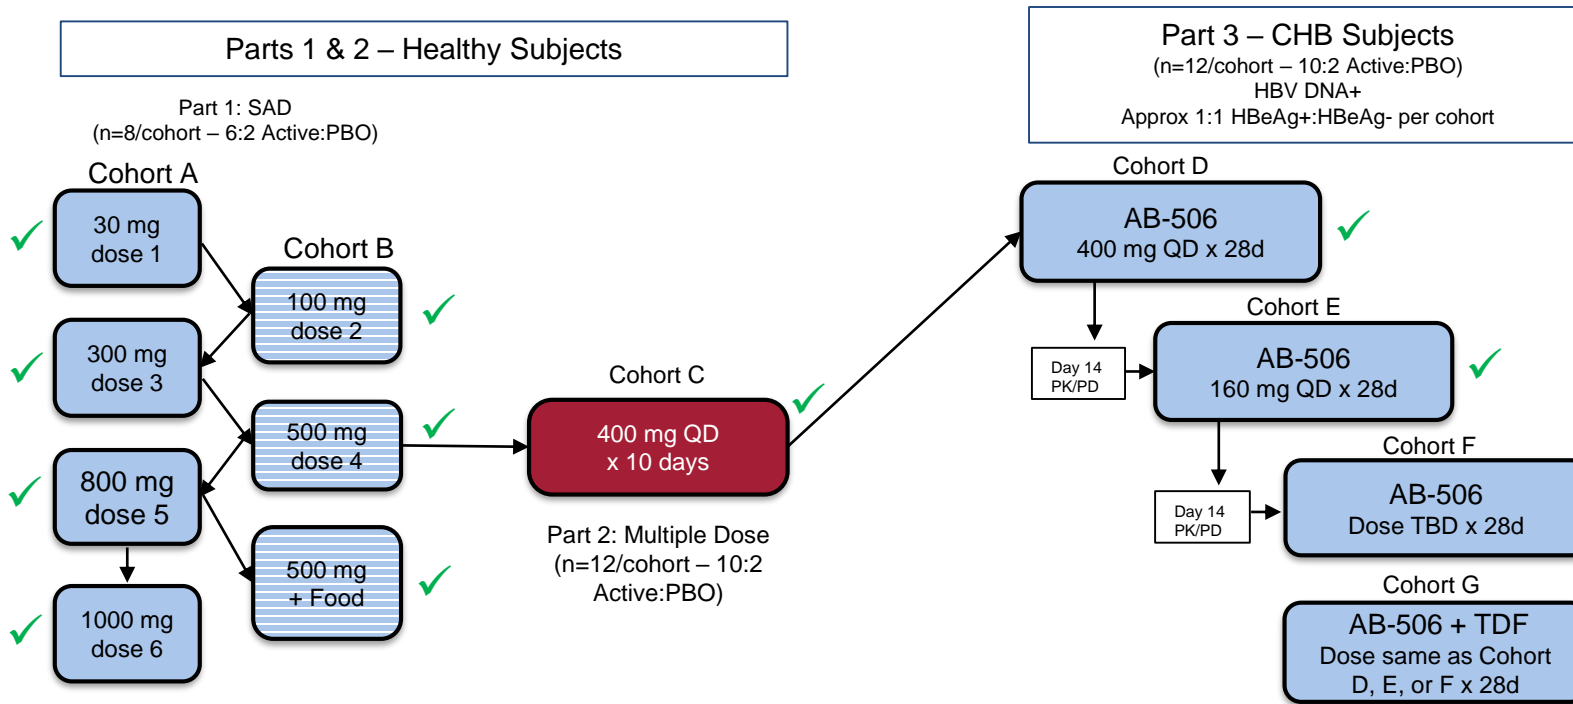 Parts 1 & 2 – Healthy Subjects
Part 1: SAD
(n=8/cohort – 6:2 Active:PBO)
Cohort A
30 mg
dose 1
300 mg
dose 3
800 mg
dose 5
1000 mg
dose 6
Cohort B
100 mg
dose 2
500 mg
dose 4
500 mg
+ Food
Cohort C
400 mg QD
x 10 days
Part 2: Multiple Dose
(n=12/cohort – 10:2
Active:PBO)
Part 3 – CHB Subjects
(n=12/cohort – 10:2 Active:PBO)
HBV DNA+
Approx 1:1 HBeAg+:HBeAg- per cohort
Cohort D
AB-506
400 mg QD x 28d
Day 14
PK/PD
Cohort E
AB-506
160 mg QD x 28d
Day 14
PK/PD
Cohort F
AB-506
Dose TBD x 28d
Cohort G
AB-506 + TDF
Dose same as Cohort
D, E, or F x 28d